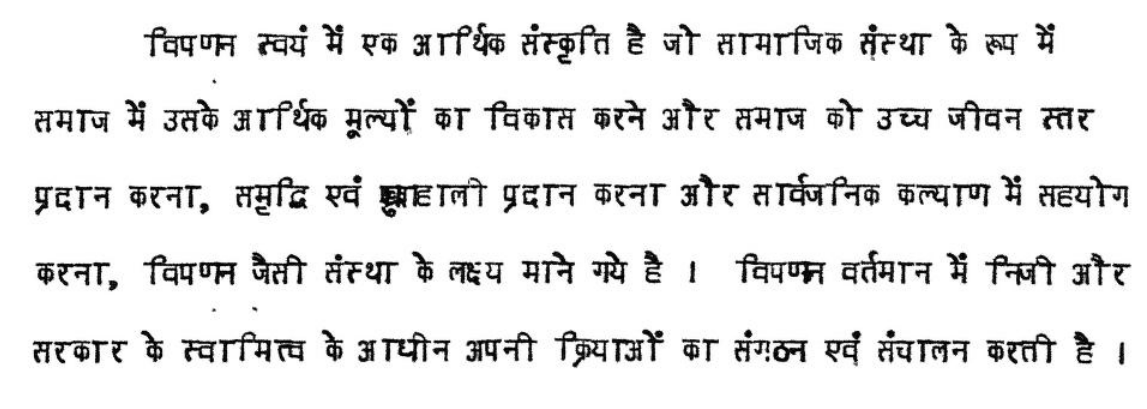 विपणन स्वयं में एक आर्थिक संस्कृति है जो सामाजिक संस्था के रूप में
समाज में उसके आर्थिक मूल्यों का विकास करने और समाज को उच्च जीवन स्तर
प्रदान करना, समृद्धि एवं खुशहाली प्रदान करना और सार्वजनिक कल्याण में सहयोग
करना, विपणन जैसी संस्था के लक्ष्य माने गये है । विपणन वर्तमान में निजी और
सरकार के स्वामित्व के आधीन अपनी क्रियाओं का संगठन एवं संचालन करती है ।